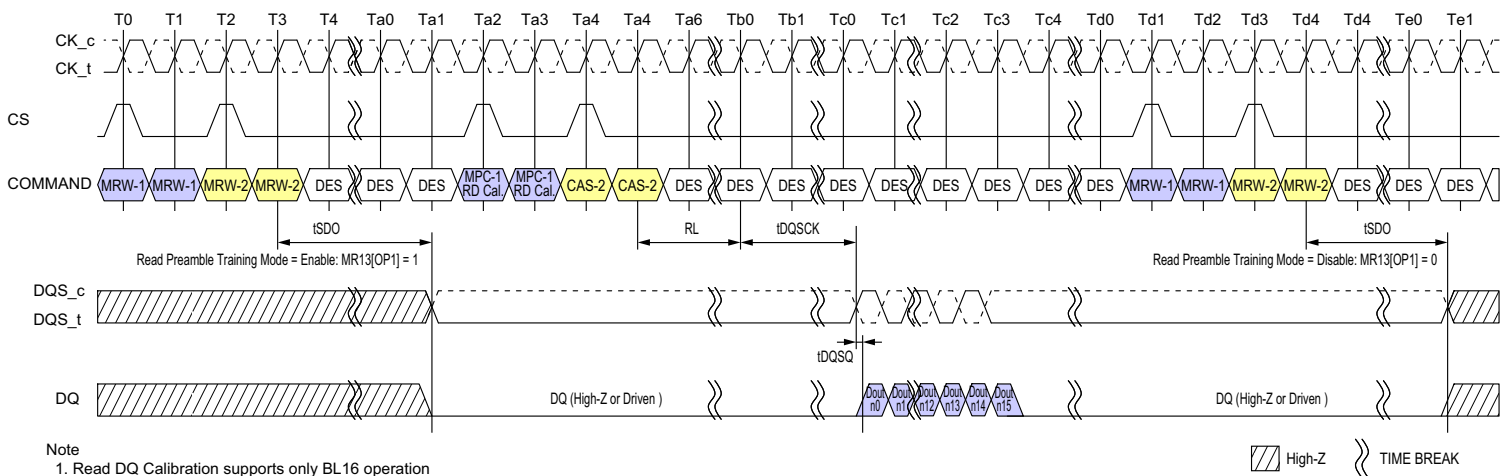 T0 T1 T2 T3 T4 Ta0 Ta1 Ta2 Ta3 Ta4 Ta4 Ta6 Tb0 Tb1 Tc0 Tc1 Tc2 Tc3 Tc4 Td0 Td1 Td2 Td3 Td4 Td4 Te0 Te1
CK_c
CK_t
CS
COMMAND MRW-1 MRW-1 MRW-2 MRW-2 DES DES DES MPC-1 RD Cal. MPC-1 RD Cal. CAS-2 CAS-2 DES DES DES DES DES DES DES DES DES MRW-1 MRW-1 MRW-2 MRW-2 DES DES DES
tSDO RL tDQSCK tSDO
Read Preamble Training Mode = Enable: MR13[OP1] = 1 Read Preamble Training Mode = Disable: MR13[OP1] = 0
DQS_c
DQS_t
tDQSQ
DQ DQ (High-Z or Driven ) Dout n0 Dout n1 Dout n12 Dout n13 Dout n14 Dout n15 DQ (High-Z or Driven )
Note
1. Read DQ Calibration supports only BL16 operation
High-Z TIME BREAK